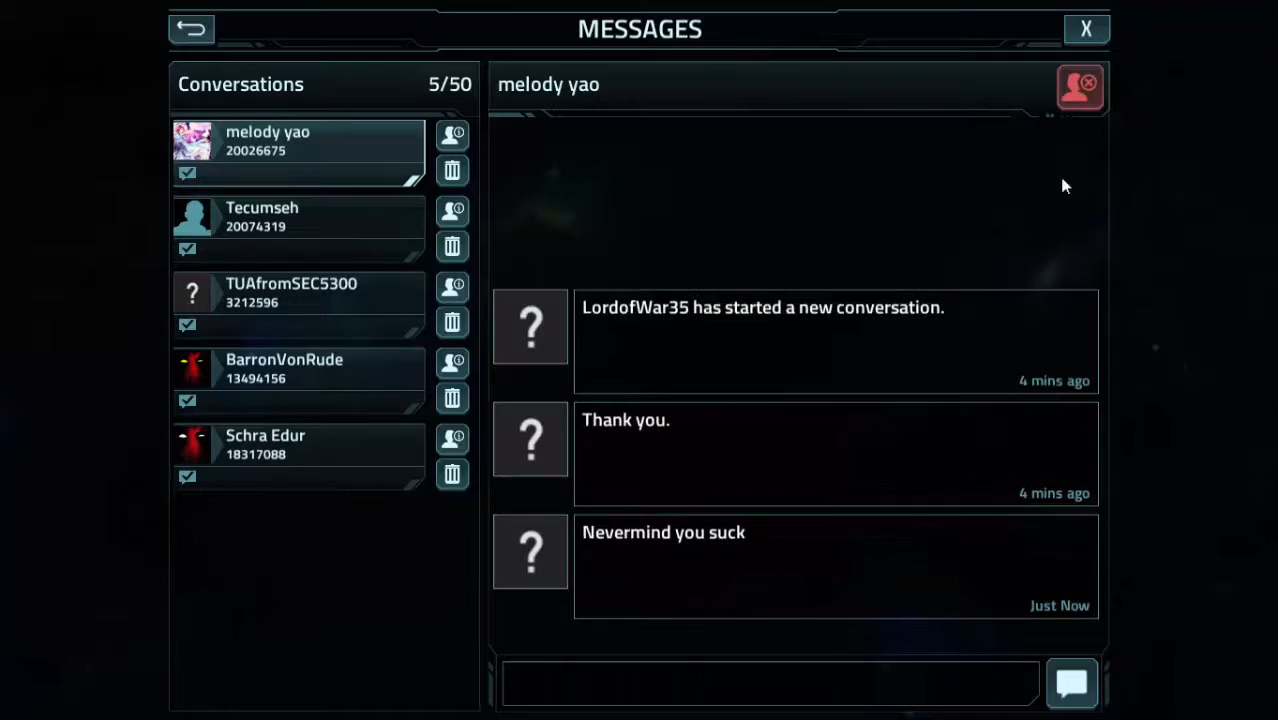 MESSAGES
X
Conversations 5/50
melody yao
20026675
Tecumseh
20074319
?
TUAfromSEC5300
3212596
BarronVonRude
13494156
Schra Edur
18317088
melody yao
?
LordofWar35 has started a new conversation.
4 mins ago
?
Thank you.
4 mins ago
?
Nevermind you suck
Just Now